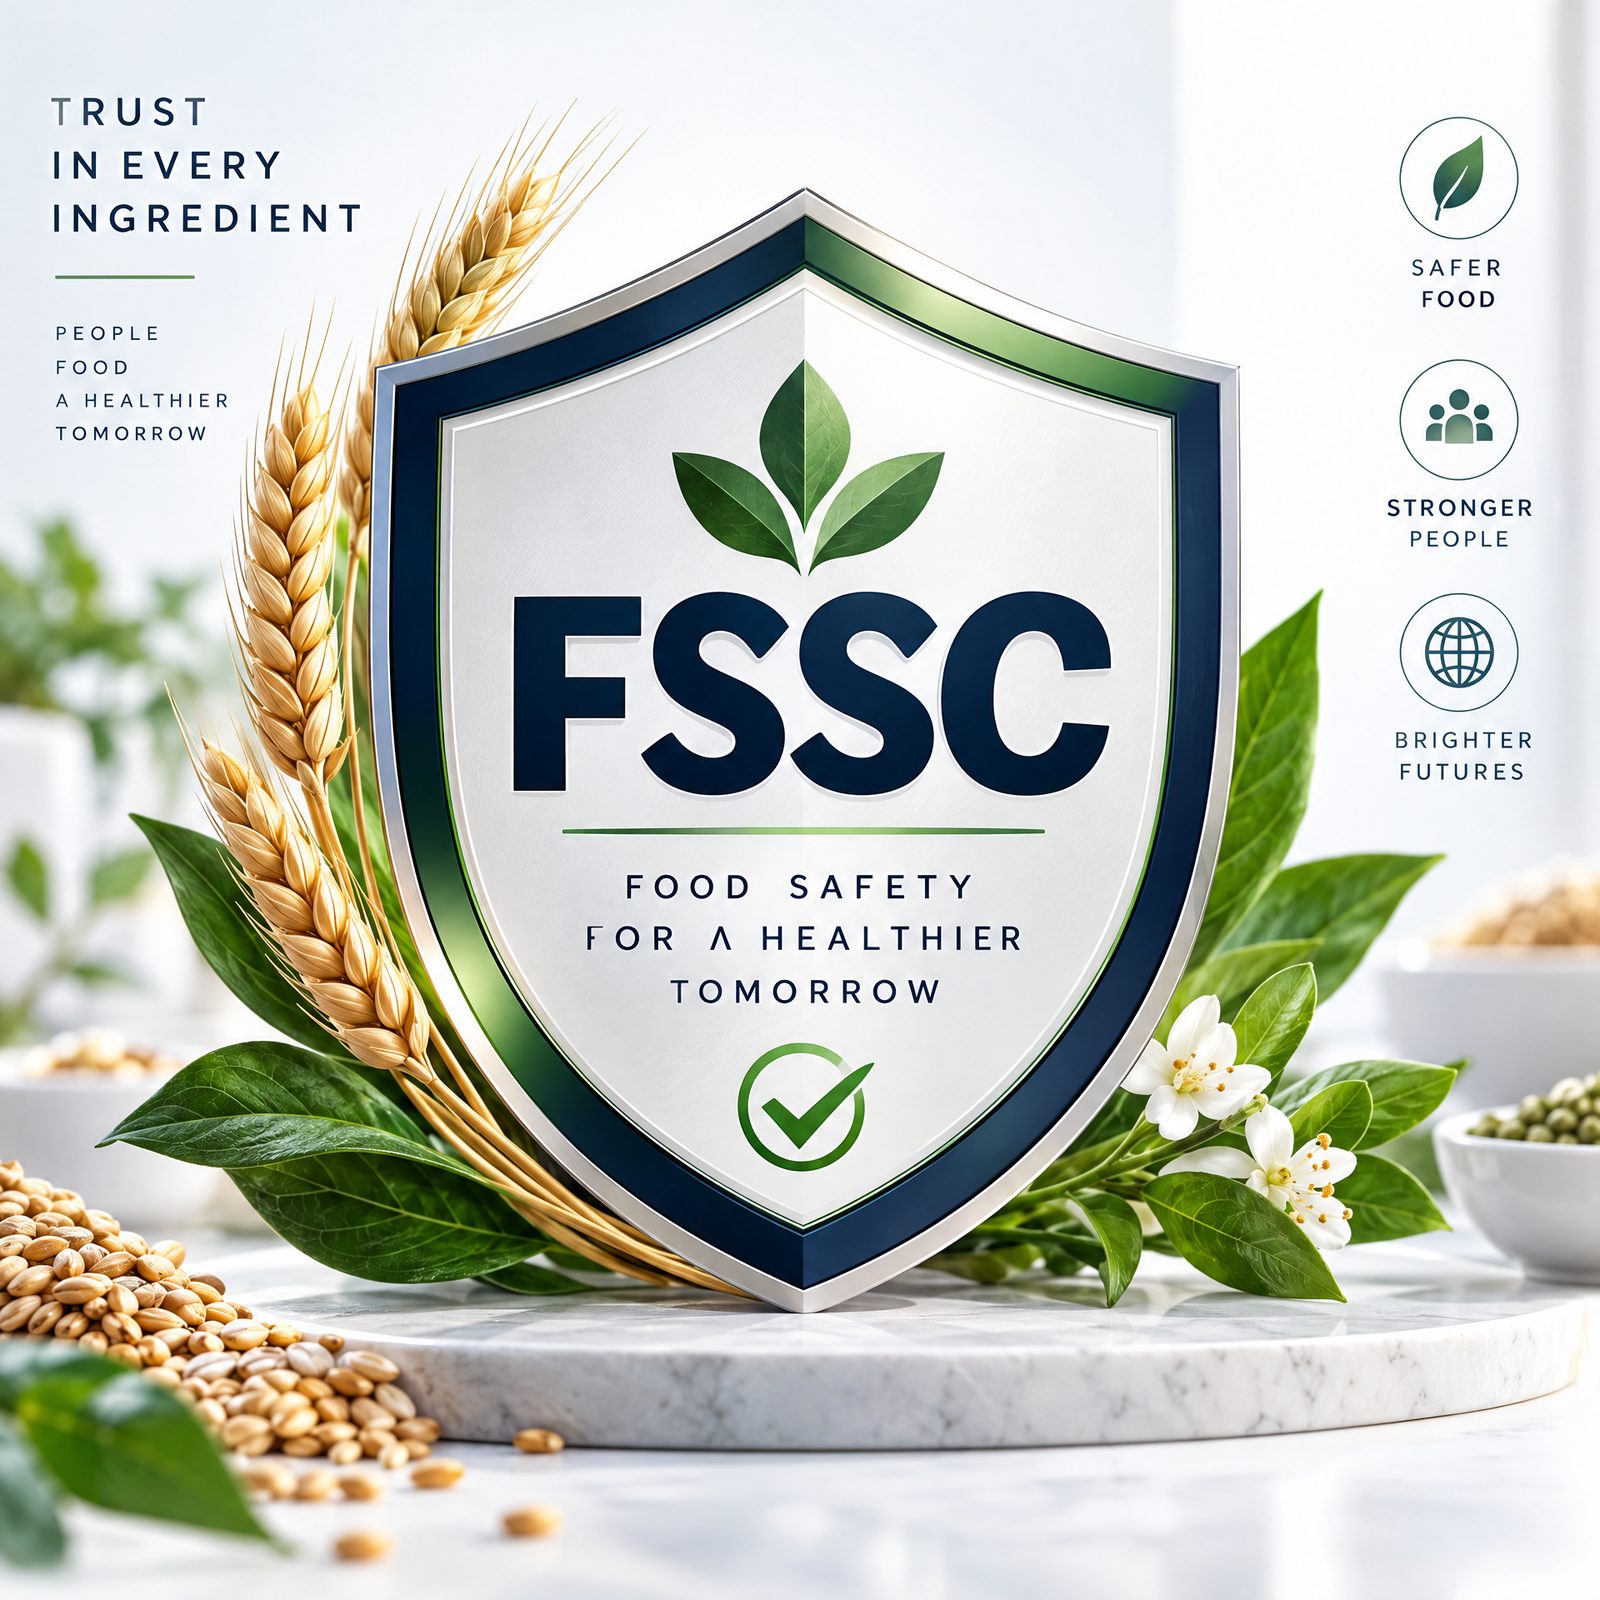 TRUST
IN EVERY
INGREDIENT
PEOPLE
FOOD
A HEALTHIER
TOMORROW
FSSC
FOOD SAFETY
FOR A HEALTHIER
TOMORROW
SAFER
FOOD
STRONGER
PEOPLE
BRIGHTER
FUTURES